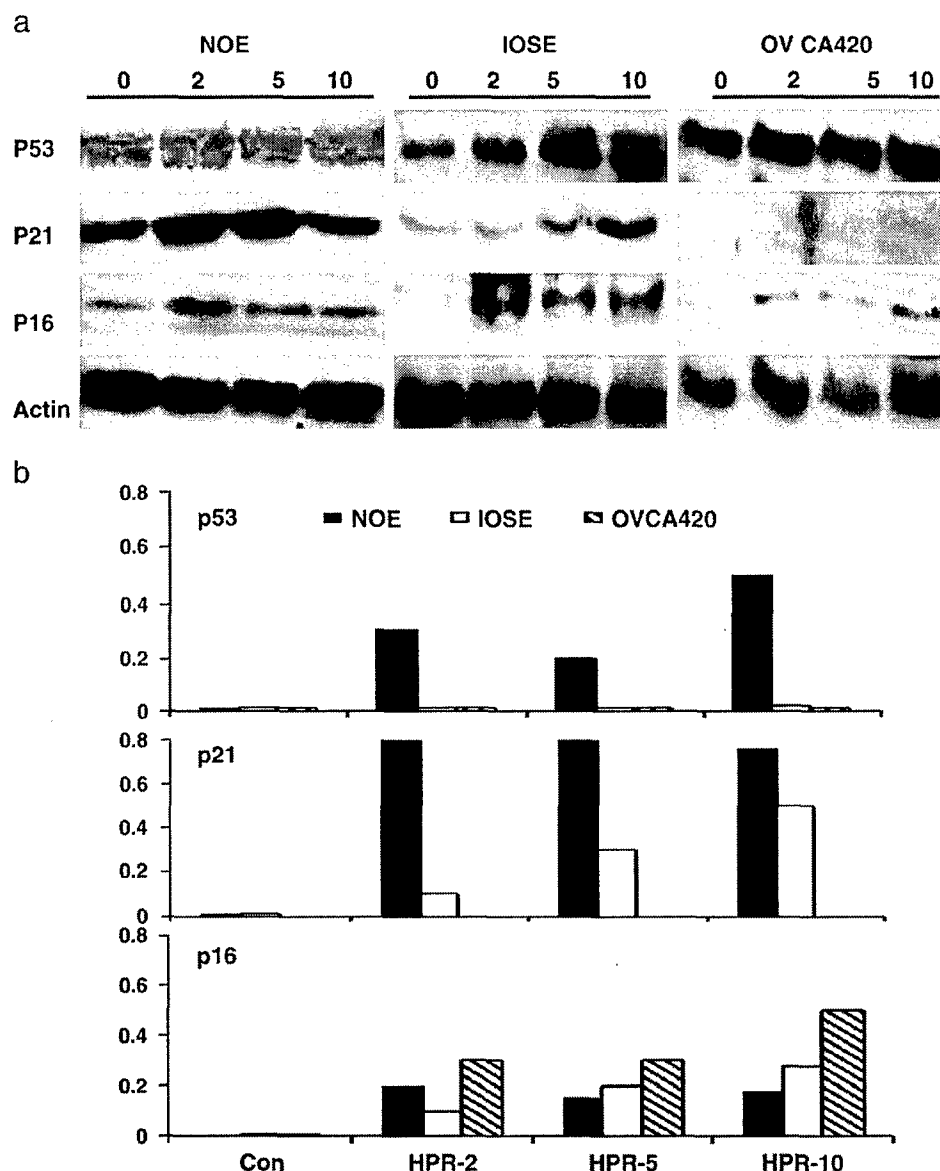 a
NOE IOSE OV CA420
0 2 5 10 0 2 5 10 0 2 5 10
P53
P21
P16
Actin
b
0.8
0.6
0.4
0.2
0
p53 NOE IOSE OVCA420
0.8
0.6
0.4
0.2
0
p21
0.8
0.6
0.4
0.2
0
p16
Con HPR-2 HPR-5 HPR-10